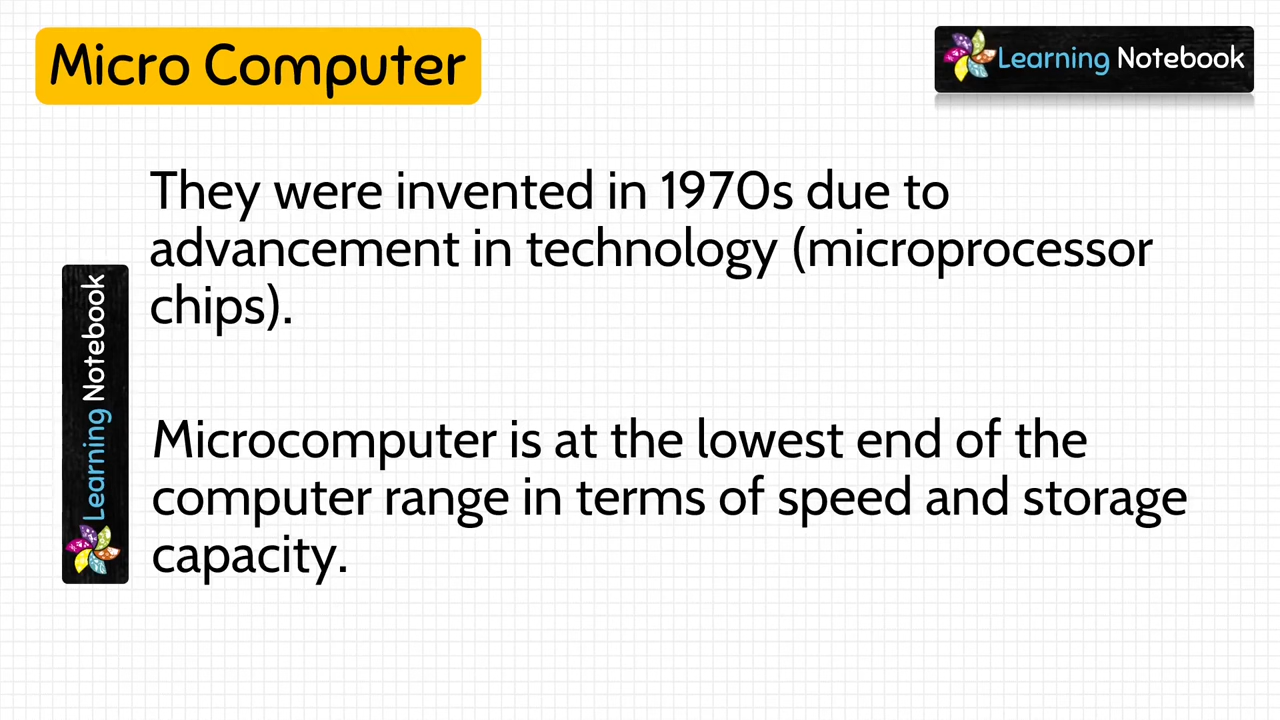 Micro Computer
Learning Notebook
They were invented in 1970s due to
advancement in technology (microprocessor
chips).
Learning Notebook
Microcomputer is at the lowest end of the
computer range in terms of speed and storage
capacity.